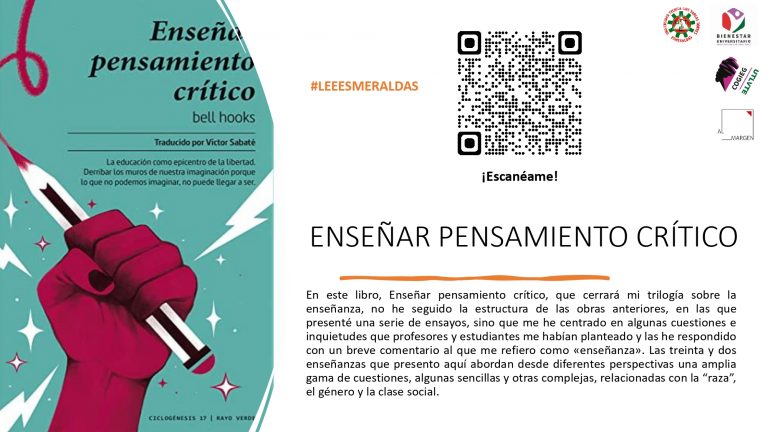 Enseñar
pensamiento
crítico
bell hooks
Traducido por Víctor Sabaté
La educación como epicentro de la libertad.
Derribar los muros de nuestra imaginación porque
lo que no podemos imaginar, no puede llegar a ser.
CICLOGÉNESIS 17 | RAYO VERDE
#LEEESMERALDAS
¡Escanéame!
BIENESTAR
UNIVERSITARIO
COGIEG
UTLVTE
AL
MARGEN
ENSEÑAR PENSAMIENTO CRÍTICO
En este libro, Enseñar pensamiento crítico, que cerrará mi trilogía sobre la
enseñanza, no he seguido la estructura de las obras anteriores, en las que
presenté una serie de ensayos, sino que me he centrado en algunas cuestiones e
inquietudes que profesores y estudiantes me habían planteado y las he respondido
con un breve comentario al que me refiero como «enseñanza». Las treinta y dos
enseñanzas que presento aquí abordan desde diferentes perspectivas una amplia
gama de cuestiones, algunas sencillas y otras complejas, relacionadas con la “raza”,
el género y la clase social.